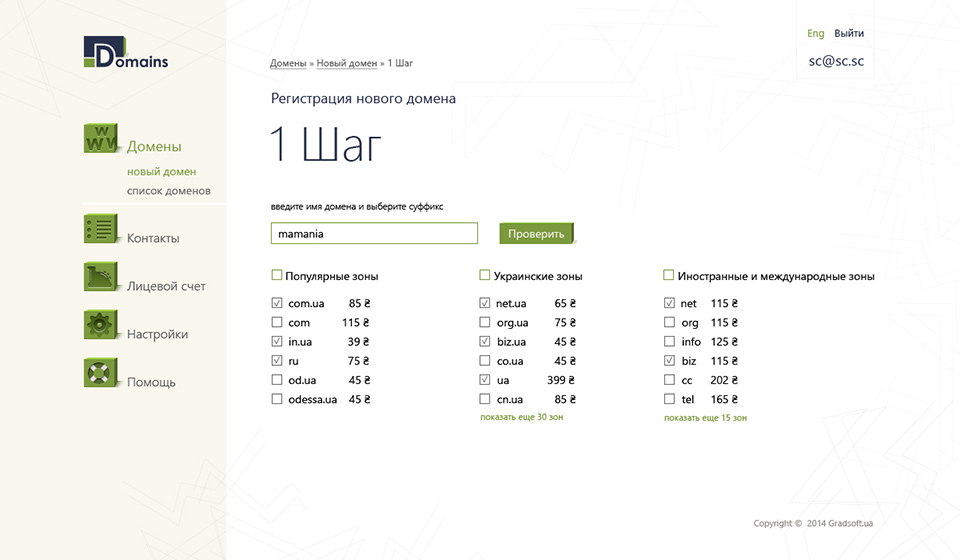 Domains
Eng Выйти
sc@sc.sc
Домены » Новый домен » 1 Шаг
Регистрация нового домена
1 Шаг
W
W W
Домены
новый домен
список доменов
Контакты
Лицевой счет
Настройки
Помощь
введите имя домена и выберите суффикс
mamania Проверить
Популярные зоны
com.ua 85 ₴
com 115 ₴
in.ua 39 ₴
ru 75 ₴
od.ua 45 ₴
odessa.ua 45 ₴
Украинские зоны
net.ua 65 ₴
org.ua 75 ₴
biz.ua 45 ₴
co.ua 45 ₴
ua 399 ₴
cn.ua 85 ₴
показать еще 30 зон
Иностранные и международные зоны
net 115 ₴
org 115 ₴
info 125 ₴
biz 115 ₴
cc 202 ₴
tel 165 ₴
показать еще 15 зон
Copyright © 2014 Gradsoft.ua